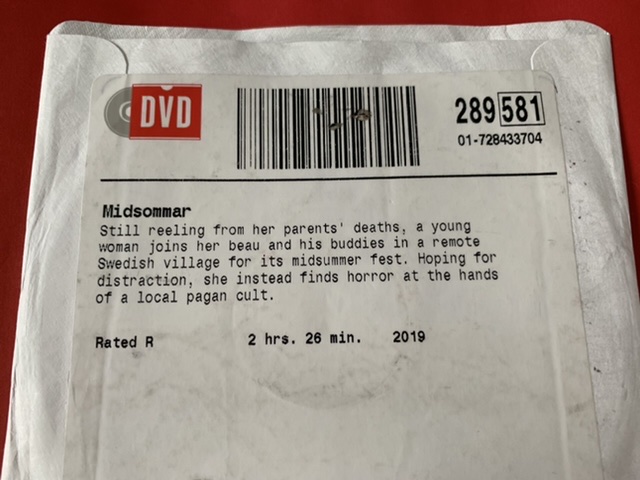 DVD
289 581
01-728433704
Midsommar
Still reeling from her parents' deaths, a young
woman joins her beau and his buddies in a remote
Swedish village for its midsummer fest. Hoping for
distraction, she instead finds horror at the hands
of a local pagan cult.
Rated R 2 hrs. 26 min. 2019